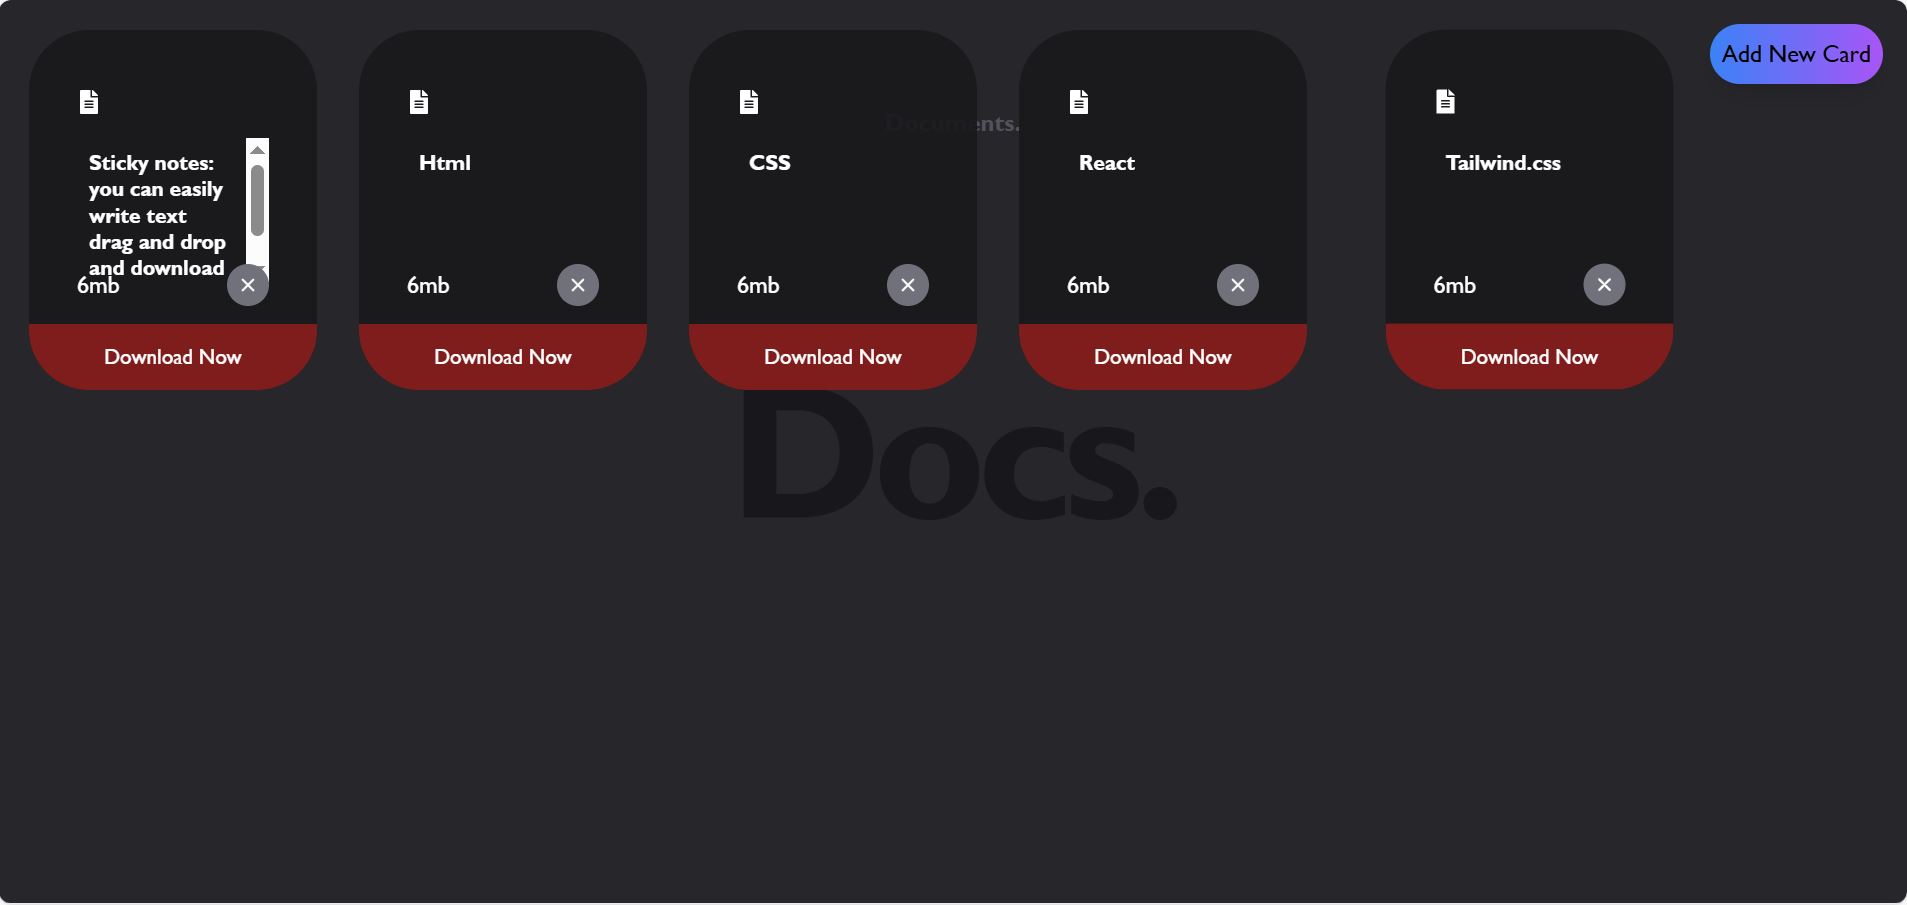 Add New Card
Documents.
Sticky notes:
you can easily
write text
drag and drop
and download
6mb
Download Now
Html
6mb
Download Now
CSS
6mb
Download Now
React
6mb
Download Now
Tailwind.css
6mb
Download Now
Docs.